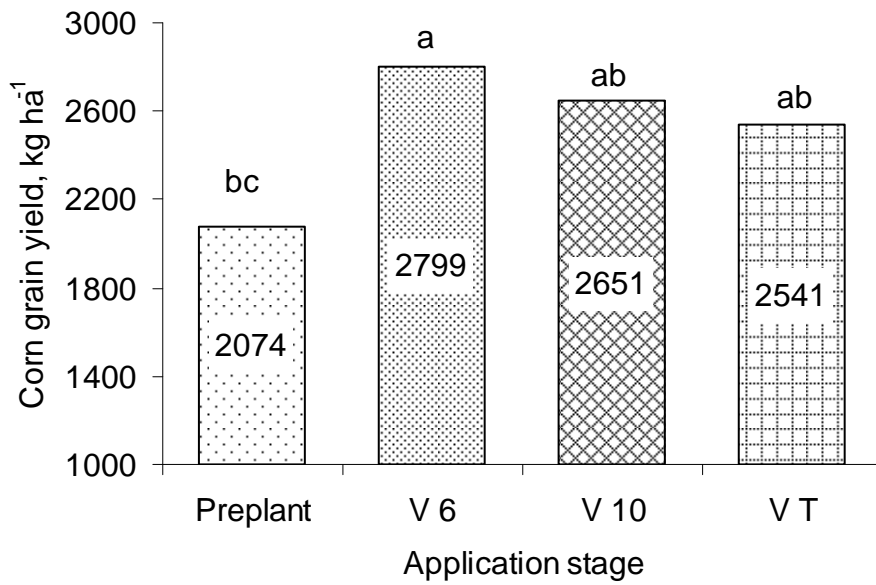 Corn grain yield, kg ha-1
3000
2600
2200
1800
1400
1000
bc
a
ab
ab
2074
2799
2651
2541
Preplant
V 6
V 10
V T
Application stage